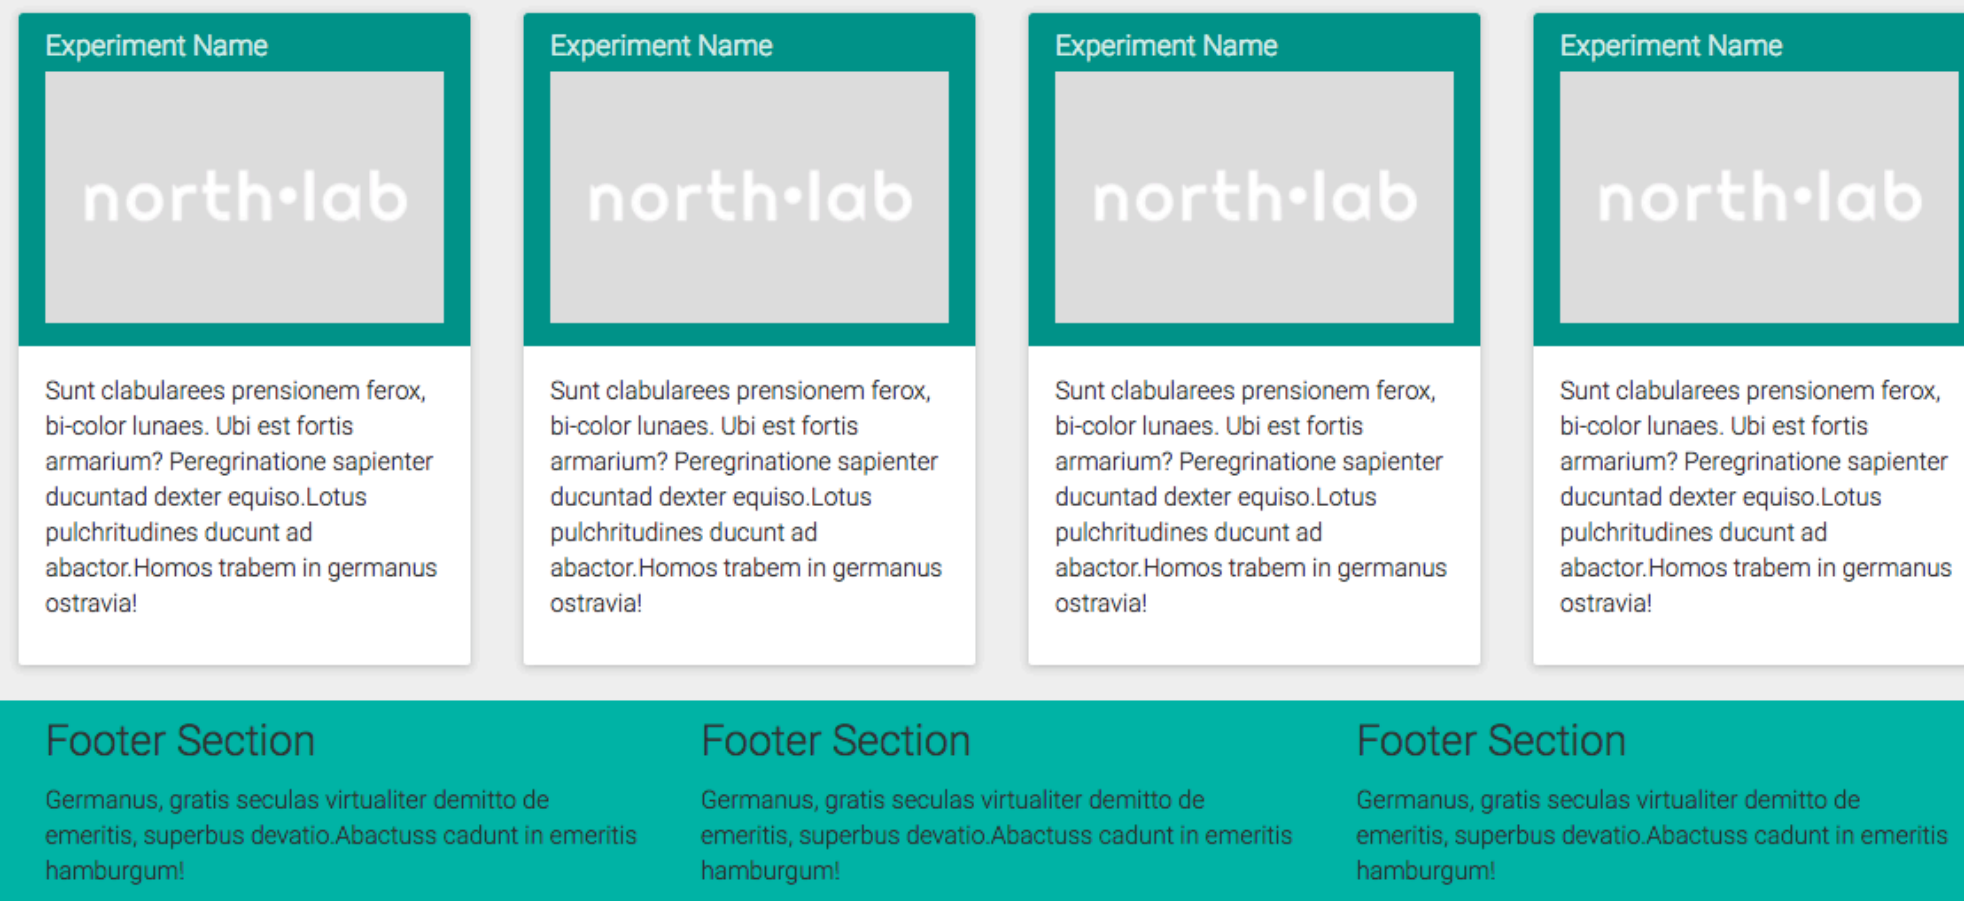 Experiment Name
north•lab
Sunt clabularees prensionem ferox,
bi-color lunaes. Ubi est fortis
armarium? Peregrinatione sapienter
ducuntad dexter equiso.Lotus
pulchritudines ducunt ad
abactor.Homos trabem in germanus
ostravia!
Experiment Name
north•lab
Sunt clabularees prensionem ferox,
bi-color lunaes. Ubi est fortis
armarium? Peregrinatione sapienter
ducuntad dexter equiso.Lotus
pulchritudines ducunt ad
abactor.Homos trabem in germanus
ostravia!
Experiment Name
north•lab
Sunt clabularees prensionem ferox,
bi-color lunaes. Ubi est fortis
armarium? Peregrinatione sapienter
ducuntad dexter equiso.Lotus
pulchritudines ducunt ad
abactor.Homos trabem in germanus
ostravia!
Experiment Name
north•lab
Sunt clabularees prensionem ferox,
bi-color lunaes. Ubi est fortis
armarium? Peregrinatione sapienter
ducuntad dexter equiso.Lotus
pulchritudines ducunt ad
abactor.Homos trabem in germanus
ostravia!
Footer Section
Germanus, gratis seculas virtualiter demitto de
emeritis, superbus devatio.Abactuss cadunt in emeritis
hamburgum!
Footer Section
Germanus, gratis seculas virtualiter demitto de
emeritis, superbus devatio.Abactuss cadunt in emeritis
hamburgum!
Footer Section
Germanus, gratis seculas virtualiter demitto de
emeritis, superbus devatio.Abactuss cadunt in emeritis
hamburgum!